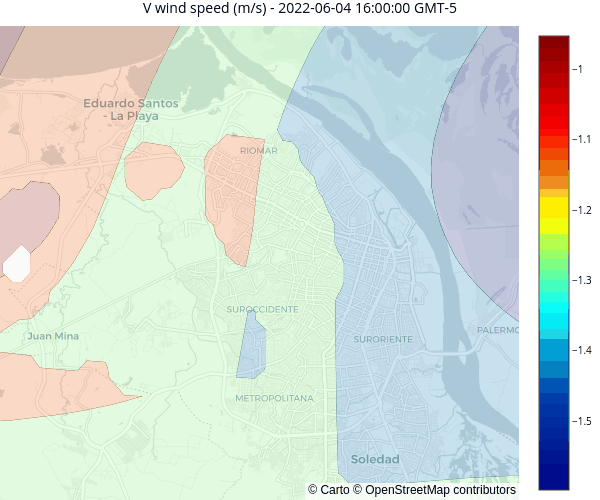 V wind speed (m/s) - 2022-06-04 16:00:00 GMT-5
−1
Eduardo Santos
- La Playa
−1.1
RIOMAR
−1.2
−1.3
SUROCCIDENTE
PALERMO
Juan Mina
SURORIENTE
−1.4
METROPOLITANA
−1.5
Soledad
© Carto © OpenStreetMap contributors